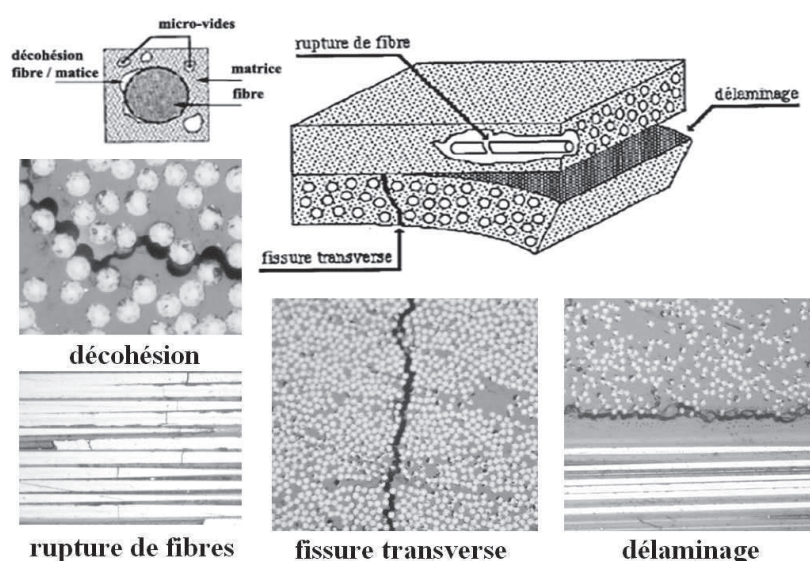 micro-vides
décohésion
fibre / matice
matrice
fibre
rupture de fibre
délaminage
fissure transverse
décohésion
rupture de fibres
fissure transverse
délaminage